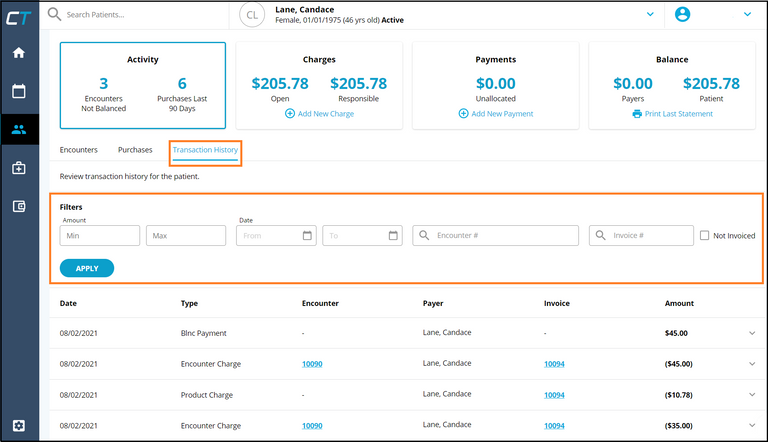 CT
Search Patients...
CL
Lane, Candace
Female, 01/01/1975 (46 yrs old) Active
Activity
3
6
Encounters
Not Balanced
Purchases Last
90 Days
Charges
$205.78
$205.78
Open
Responsible
Add New Charge
Payments
$0.00
Unallocated
Add New Payment
Balance
$0.00
$205.78
Payers
Patient
Print Last Statement
Encounters
Purchases
Transaction History
Review transaction history for the patient.
Filters
Amount
Date
Min
Max
From
To
Encounter #
Invoice #
Not Invoiced
APPLY
Date Type Encounter Payer Invoice Amount
08/02/2021 Blnc Payment - Lane, Candace - $45.00
08/02/2021 Encounter Charge 10090 Lane, Candace 10094 ($45.00)
08/02/2021 Product Charge - Lane, Candace 10094 ($10.78)
08/02/2021 Encounter Charge 10090 Lane, Candace 10094 ($35.00)